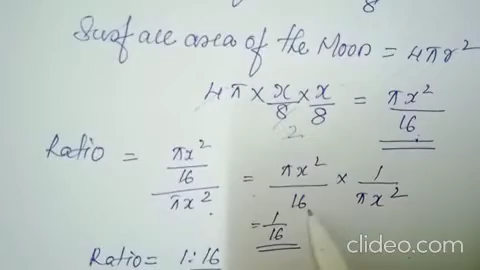 8
Surface area of the Moon = 4πr²
4π × x/8 × x/8 = πx²/16
2
Ratio = πx²/16 / πx² = πx²/16 × 1/πx²
= 1/16
Ratio = 1:16
clideo.com